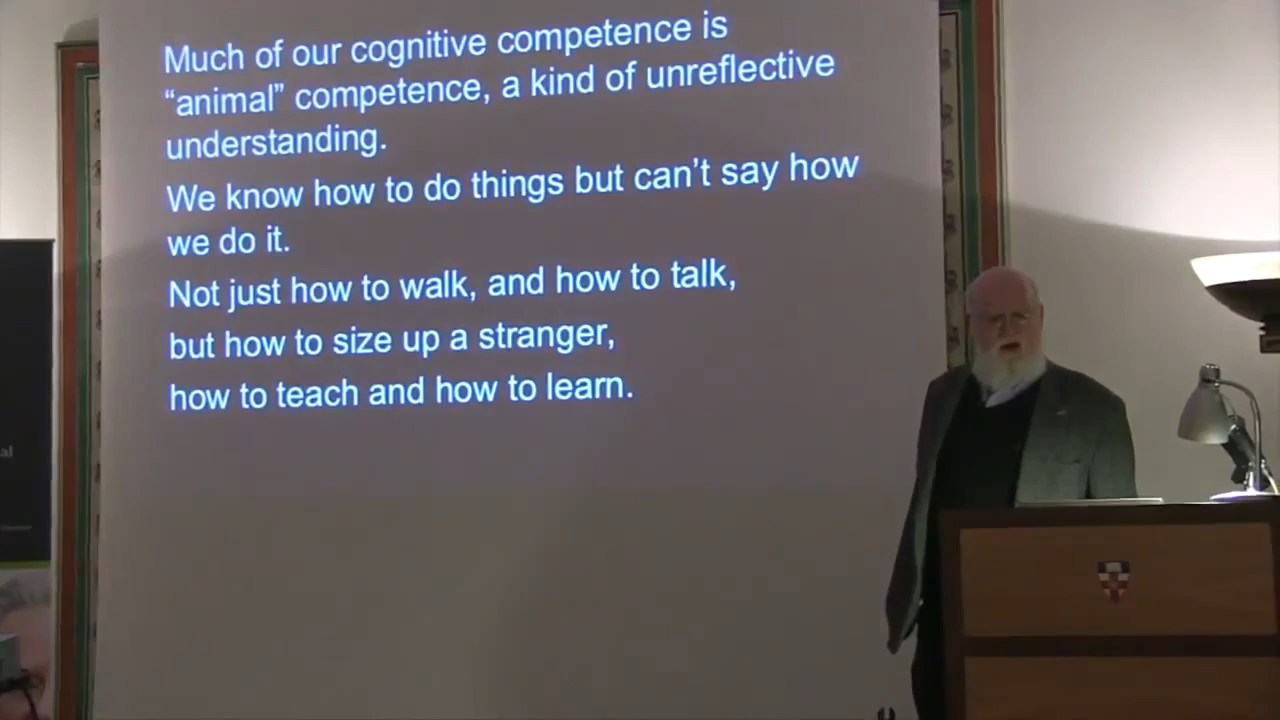 Much of our cognitive competence is
“animal” competence, a kind of unreflective
understanding.
We know how to do things but can’t say how
we do it.
Not just how to walk, and how to talk,
but how to size up a stranger,
how to teach and how to learn.
al